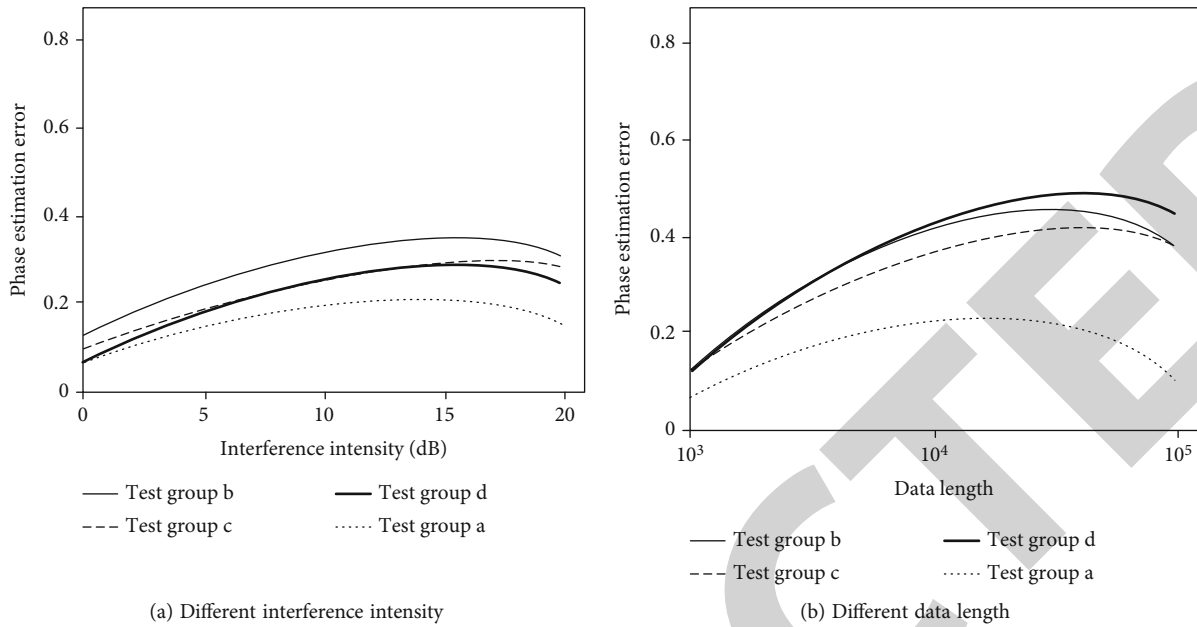 0.8
0.6
0.4
0.2
0
Phase estimation error
0 5 10 15 20
Interference intensity (dB)
Test group b Test group d
Test group c Test group a
(a) Different interference intensity
0.8
0.6
0.4
0.2
0
Phase estimation error
10³ 10⁴ 10⁵
Data length
Test group b Test group d
Test group c Test group a
(b) Different data length
CTE